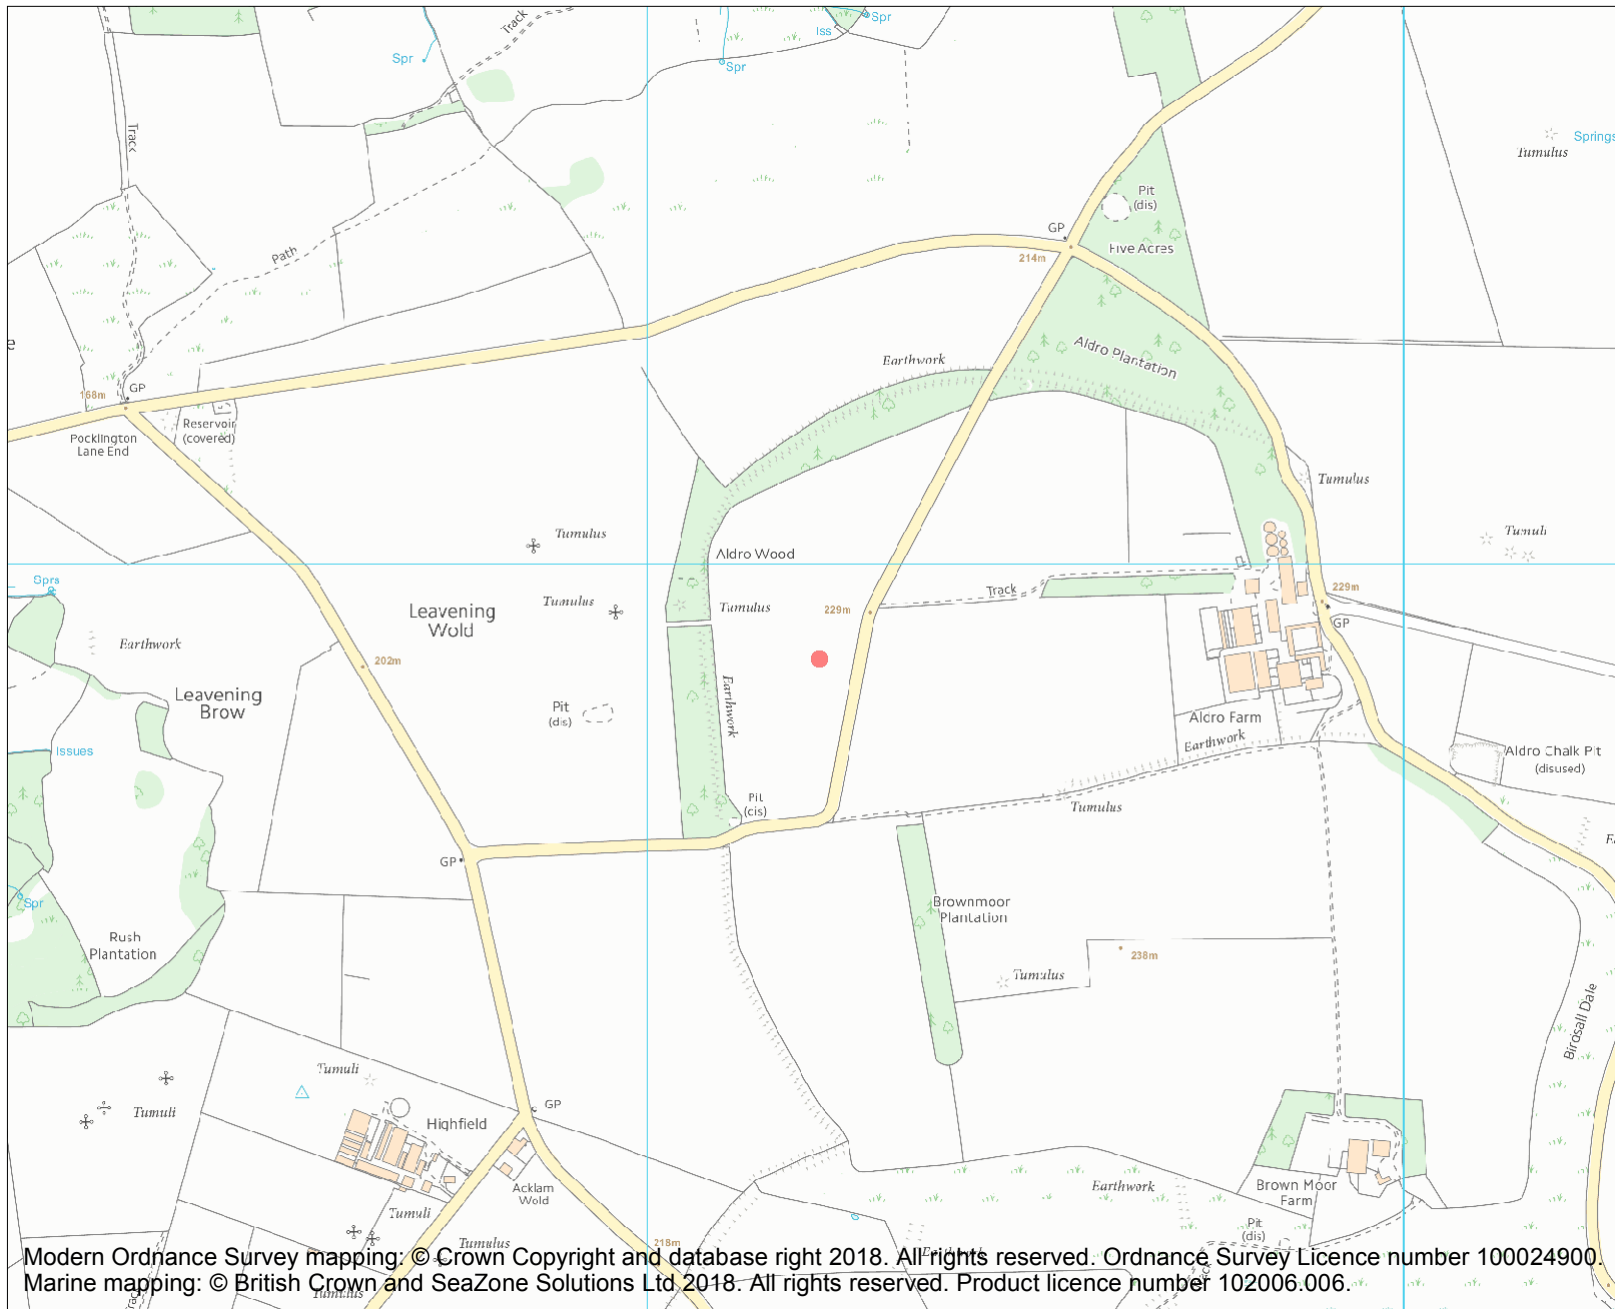 Track
Spr
Iss
Spr
Spr
Track
Tumulus
Springs
Pit
(dis)
GP
Five Acres
214m
Path
Earthwork
Aldro Plantation
168m
GP
Reservoir
(covered)
Pocklington
Lane End
Tumulus
Tumulus
Aldro Wood
Sprs
Tumulus
Leavening
Wold
Tumulus
229m
Track
229m
GP
Earthwork
202m
Leavening
Brow
Pit
(dis)
Earthwork
Aldro Farm
Earthwork
Issues
Aldro Chalk Pit
(disused)
Pit
Tumulus
GP
Spr
Brownmoor
Plantation
Rush
Plantation
238m
Tumulus
Birdsall Dale
Tumuli
Tumuli
GP
Highfield
Acklam
Wold
Earthwork
Brown Moor
Farm
Tumuli
Pit
(dis)
218m
Tumulus
Earthwork
Modern Ordnance Survey mapping: © Crown Copyright and database right 2018. All rights reserved. Ordnance Survey Licence number 100024900.
Marine mapping: © British Crown and SeaZone Solutions Ltd 2018. All rights reserved. Product licence number 102006.006.